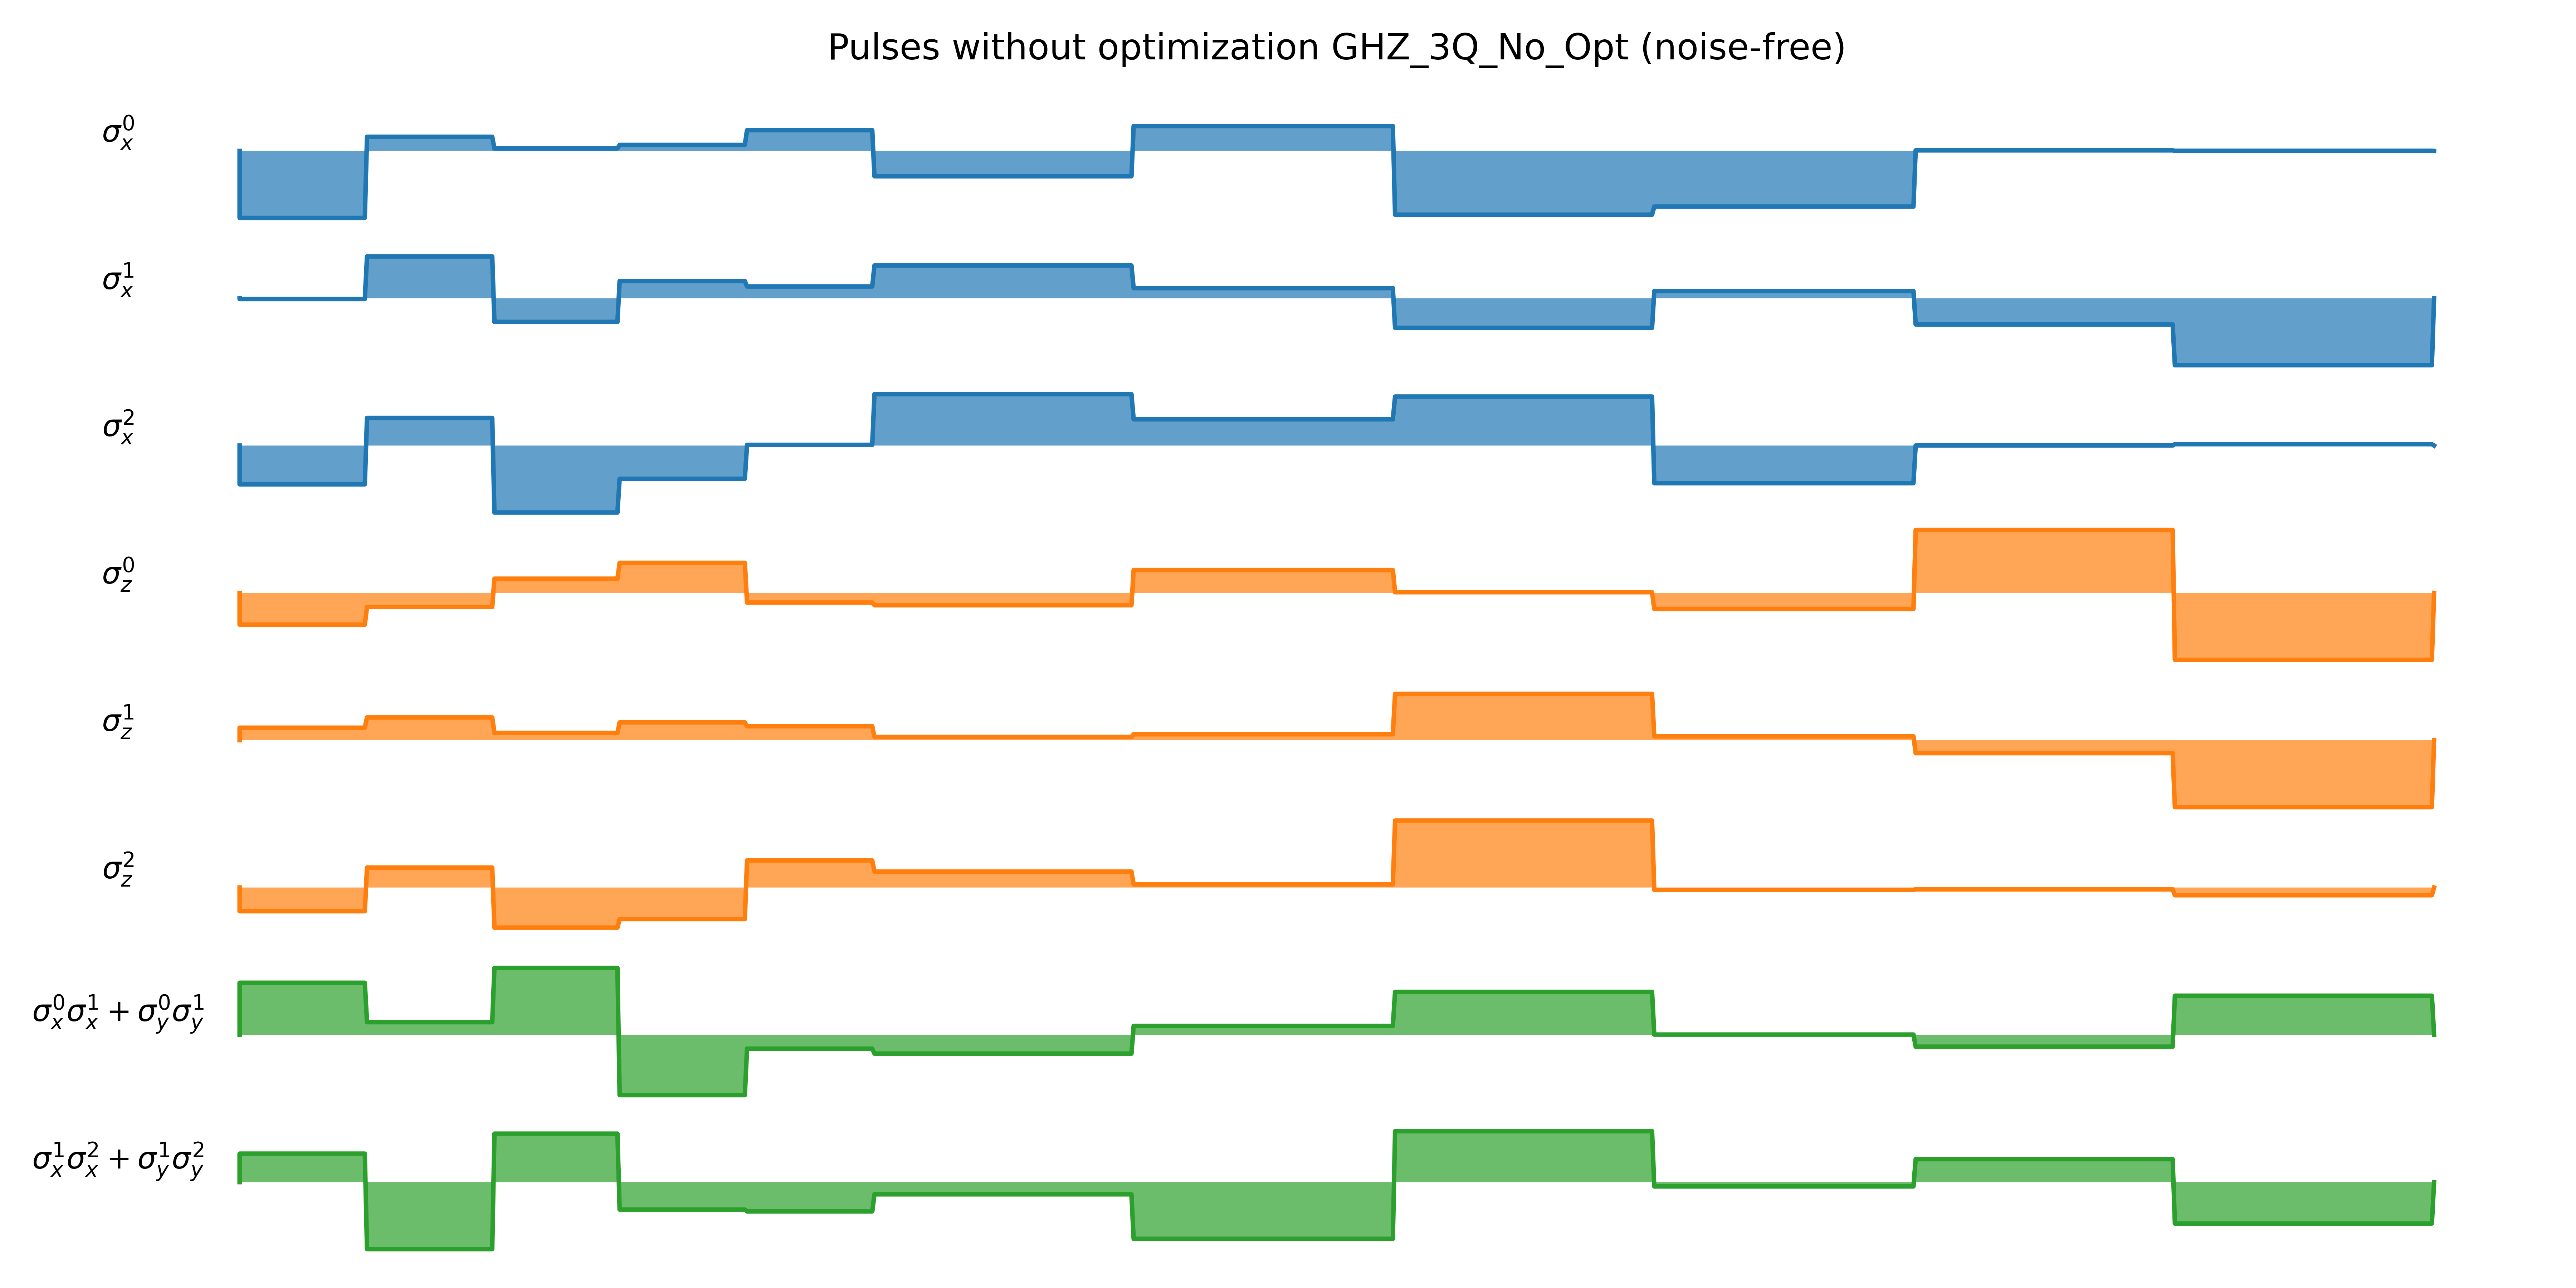 Pulses without optimization GHZ_3Q_No_Opt (noise-free)
σ_x^0
σ_x^1
σ_x^2
σ_z^0
σ_z^1
σ_z^2
σ_x^0σ_x^1 + σ_y^0σ_y^1
σ_x^1σ_x^2 + σ_y^1σ_y^2